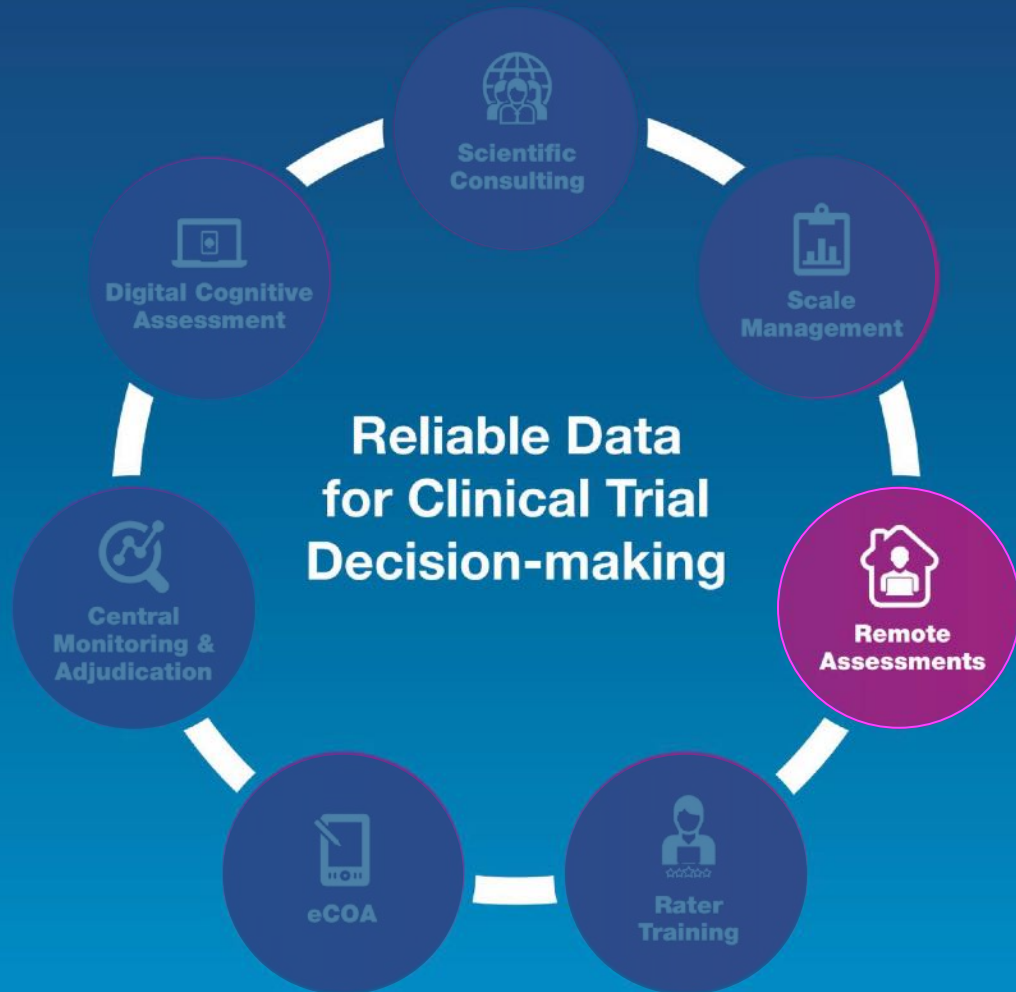 Scientific
Consulting
Digital Cognitive
Assessment
Scale
Management
Reliable Data
for Clinical Trial
Decision-making
Central
Monitoring &
Adjudication
Remote
Assessments
eCOA
Rater
Training